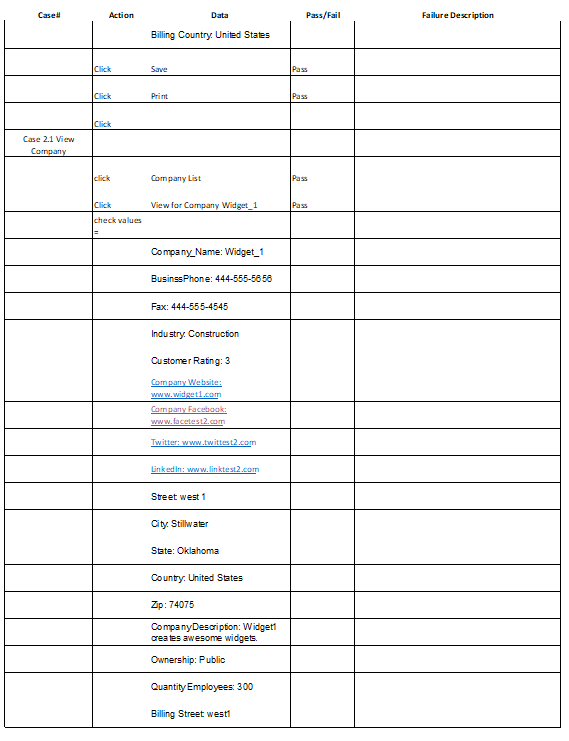 Case# Action Data Pass/Fail Failure Description
Billing Country: United States
Click Save Pass
Click Print Pass
Click
Case 2.1 View
Company
click Company List Pass
Click View for Company Widget_1 Pass
check values
=
Company_Name: Widget_1
BusinssPhone: 444-555-5656
Fax: 444-555-4545
Industry: Construction
Customer Rating: 3
Company Website:
www.widget1.com
Company Facebook:
www.facetest2.com
Twitter: www.twittest2.com
LinkedIn: www.linktest2.com
Street: west 1
City: Stillwater
State: Oklahoma
Country: United States
Zip: 74075
CompanyDescription: Widget1
creates awesome widgets.
Ownership: Public
Quantity Employees: 300
Billing Street: west1